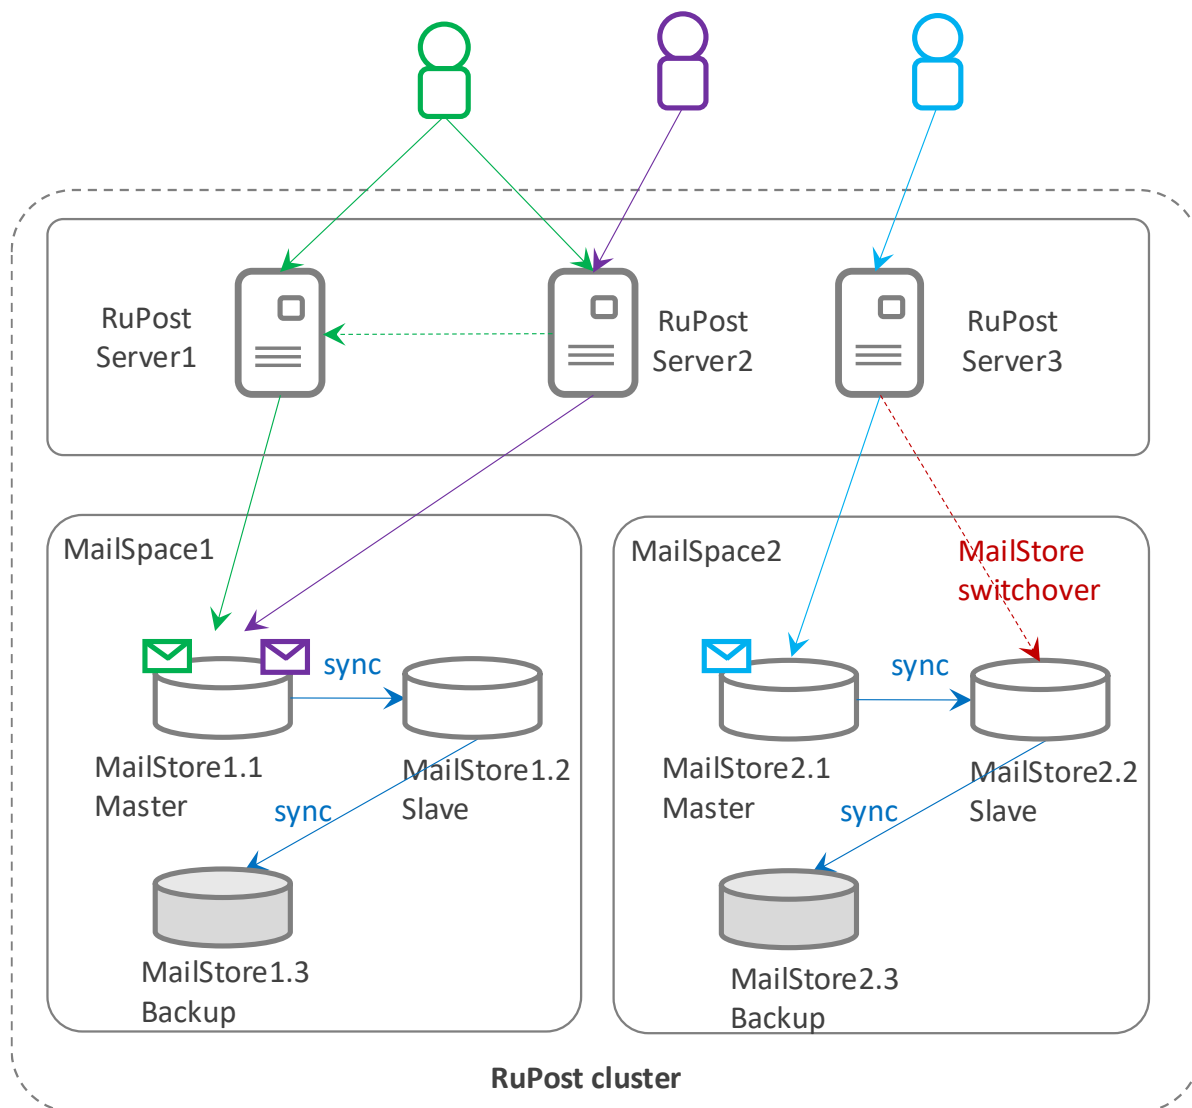 RuPost
Server1
RuPost
Server2
RuPost
Server3
MailSpace1
MailSpace2
MailStore
switchover
sync
sync
MailStore1.1
Master
MailStore1.2
Slave
MailStore2.1
Master
MailStore2.2
Slave
sync
sync
MailStore1.3
Backup
MailStore2.3
Backup
RuPost cluster